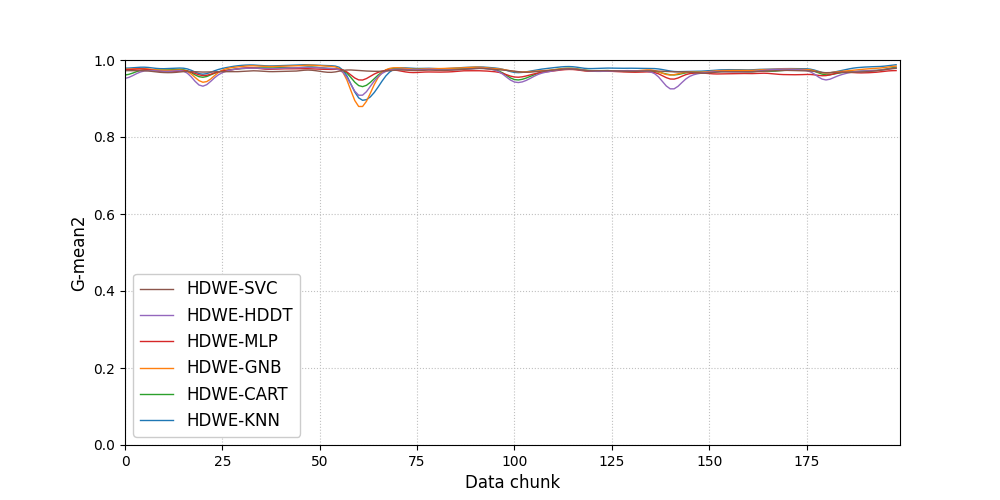 1.0
0.8
0.6
0.4
0.2
0.0
G-mean2
HDWE-SVC
HDWE-HDDT
HDWE-MLP
HDWE-GNB
HDWE-CART
HDWE-KNN
0 25 50 75 100 125 150 175
Data chunk